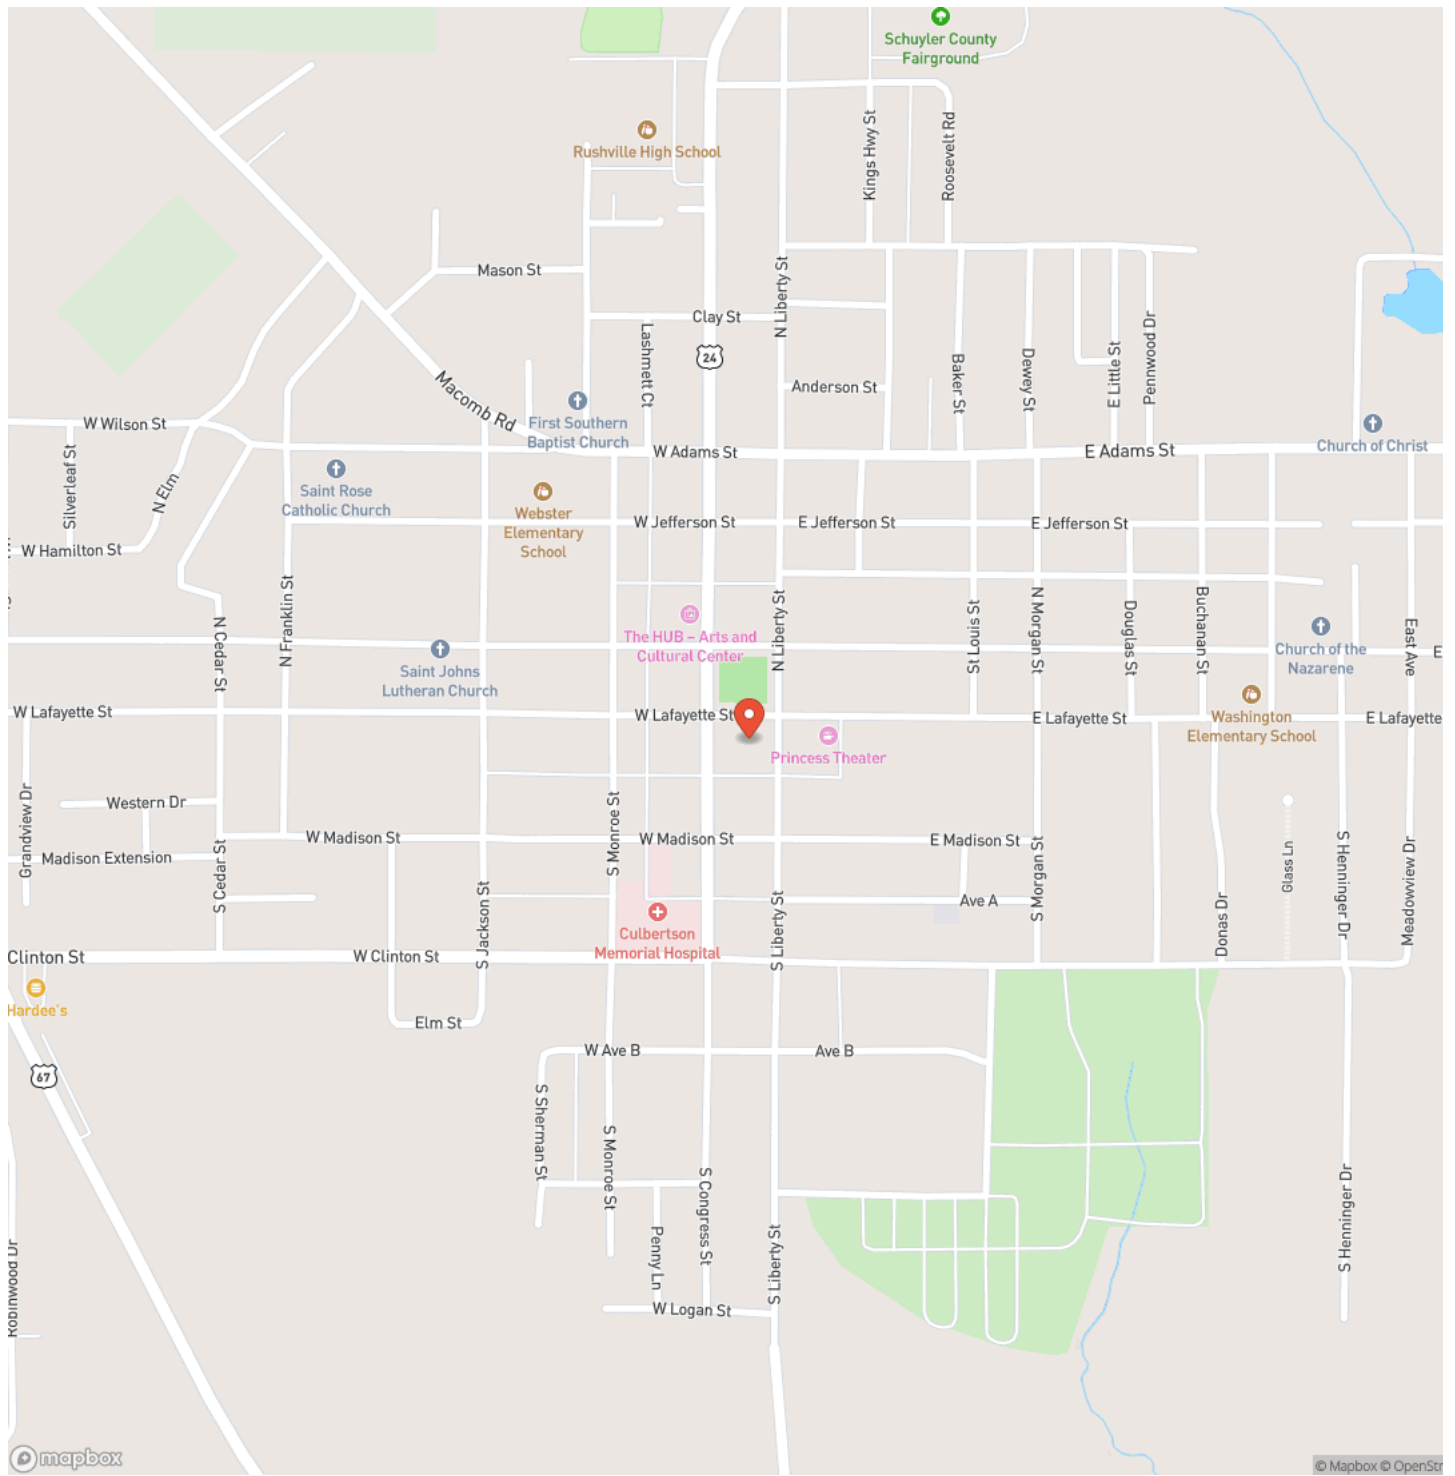 Schuyler County
Fairground
Rushville High School
Kings Hwy St
Roosevelt Rd
Mason St
N Liberty St
Clay St
Lashmett Ct
24
Macomb Rd
Anderson St
Baker St
Dewey St
E Little St
Pennwood Dr
W Wilson St
First Southern
Baptist Church
Church of Christ
Silverleaf St
N Elm
W Adams St
E Adams St
Saint Rose
Catholic Church
Webster
Elementary
School
W Jefferson St
E Jefferson St
E Jefferson St
W Hamilton St
N Cedar St
N Franklin St
The HUB – Arts and
Cultural Center
N Liberty St
St Louis St
N Morgan St
Douglas St
Buchanan St
Church of the
Nazarene
East Ave
E
Saint Johns
Lutheran Church
W Lafayette St
W Lafayette St
E Lafayette St
E Lafayette
Washington
Elementary School
Princess Theater
Grandview Dr
Western Dr
S Monroe St
W Madison St
W Madison St
E Madison St
Madison Extension
S Cedar St
S Jackson St
S Liberty St
Ave A
S Morgan St
Donas Dr
Glass Ln
S Henninger Dr
Meadowview Dr
Culbertson
Memorial Hospital
Clinton St
W Clinton St
Hardee's
Elm St
67
W Ave B
Ave B
S Sherman St
S Monroe St
S Congress St
Penny Ln
S Liberty St
W Logan St
S Henninger Dr
Robinwood Dr
mapbox
© Mapbox © OpenStr